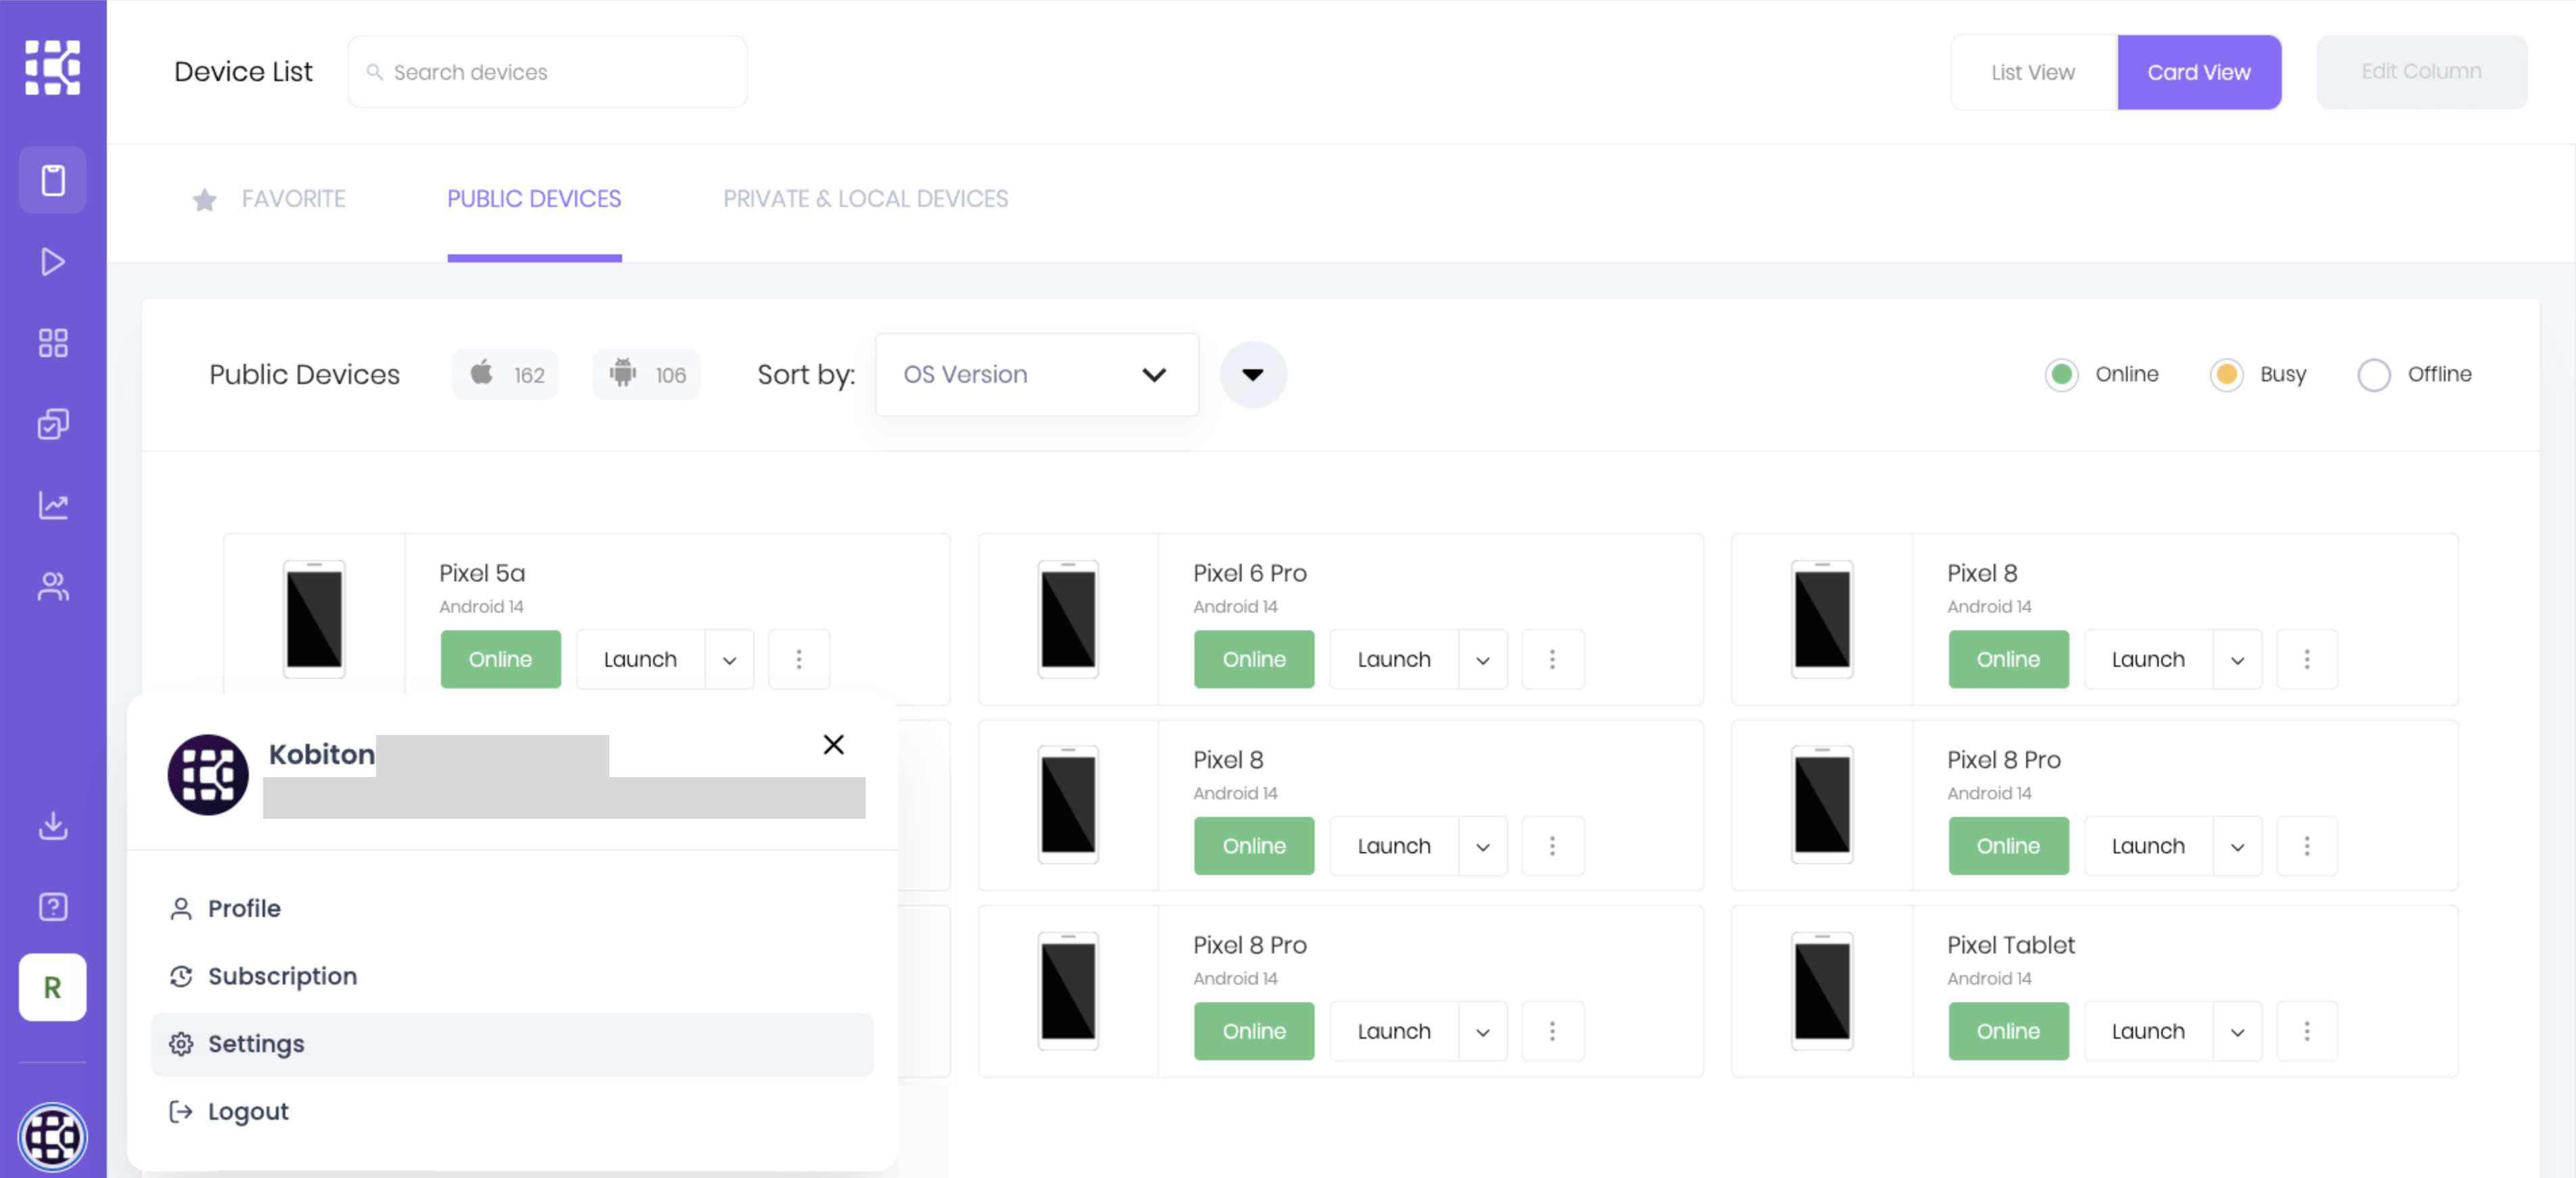 Device List
Search devices
List View
Card View
Edit Column
FAVORITE
PUBLIC DEVICES
PRIVATE & LOCAL DEVICES
Public Devices
162
106
Sort by:
OS Version
Online
Busy
Offline
Pixel 5a
Android 14
Online
Launch
Pixel 6 Pro
Android 14
Online
Launch
Pixel 8
Android 14
Online
Launch
Pixel 8
Android 14
Online
Launch
Pixel 8 Pro
Android 14
Online
Launch
Pixel 8 Pro
Android 14
Online
Launch
Pixel Tablet
Android 14
Online
Launch
Kobiton
Profile
Subscription
Settings
Logout
R